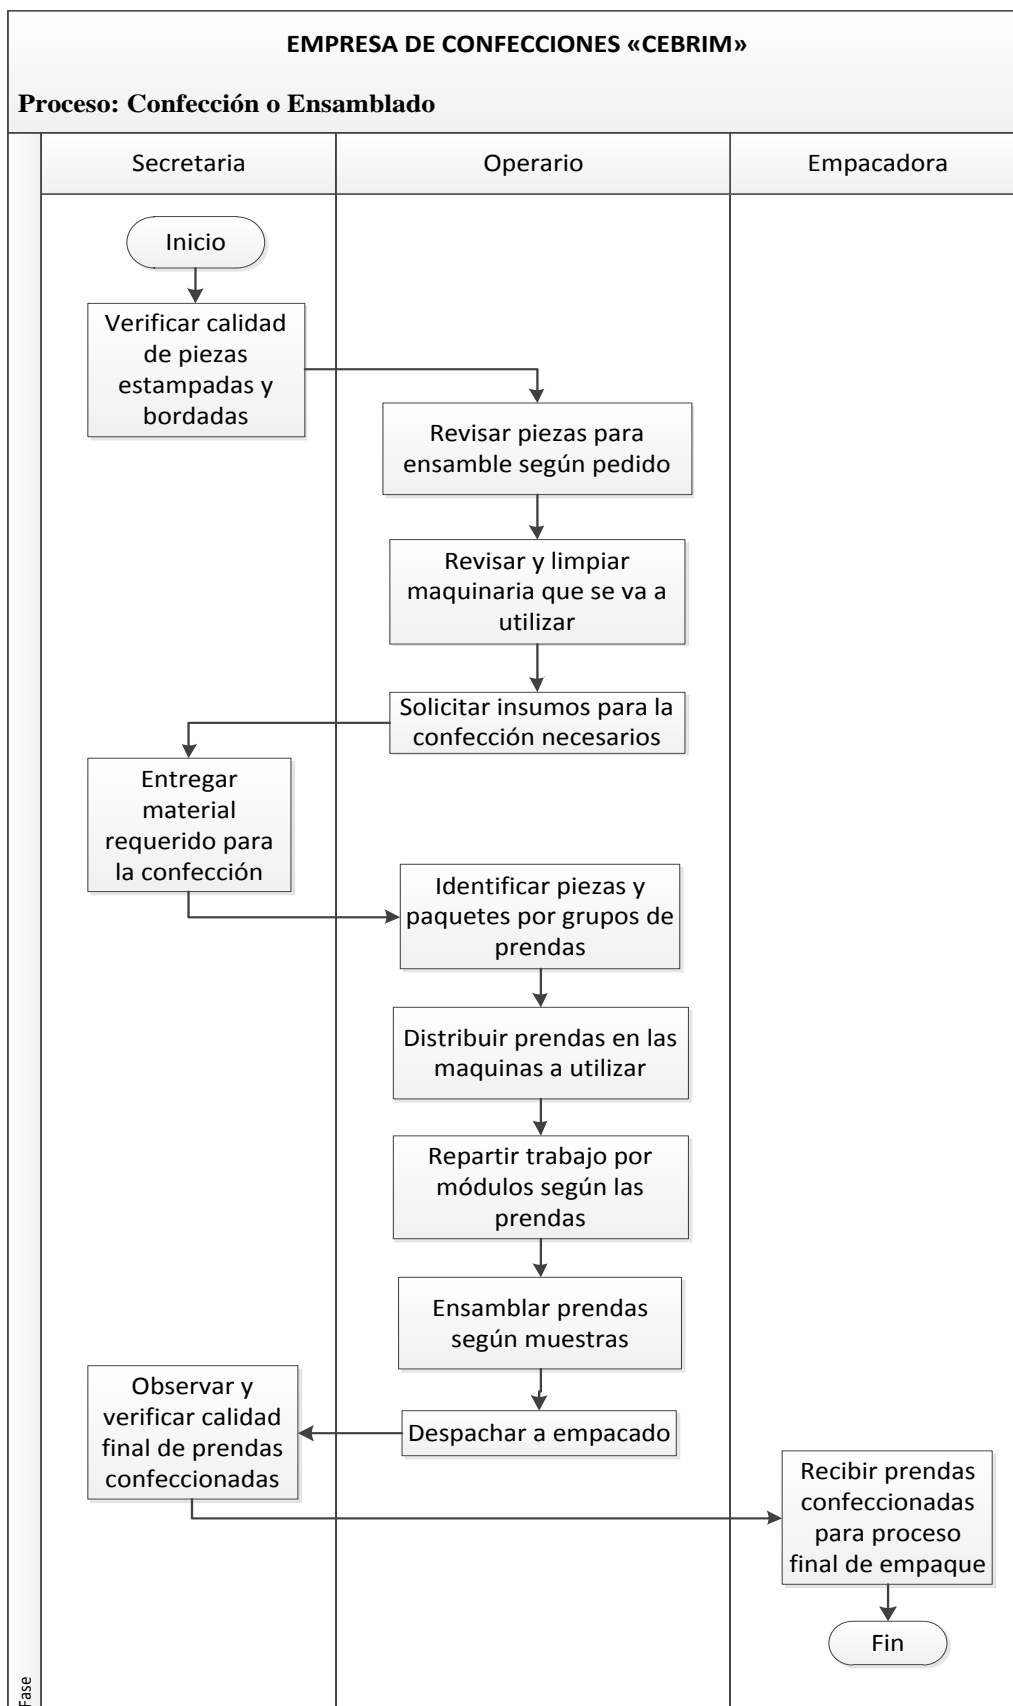 EMPRESA DE CONFECCIONES «CEBRIM»
Proceso: Confección o Ensamblado
Secretaria
Operario
Empacadora
Inicio
Verificar calidad
de piezas
estampadas y
bordadas
Revisar piezas para
ensamble según pedido
Revisar y limpiar
maquinaria que se va a
utilizar
Solicitar insumos para la
confección necesarios
Entregar
material
requerido para
la confección
Identificar piezas y
paquetes por grupos de
prendas
Distribuir prendas en las
maquinas a utilizar
Repartir trabajo por
módulos según las
prendas
Ensamblar prendas
según muestras
Despachar a empacado
Observar y
verificar calidad
final de prendas
confeccionadas
Recibir prendas
confeccionadas
para proceso
final de empaque
Fin
Fase